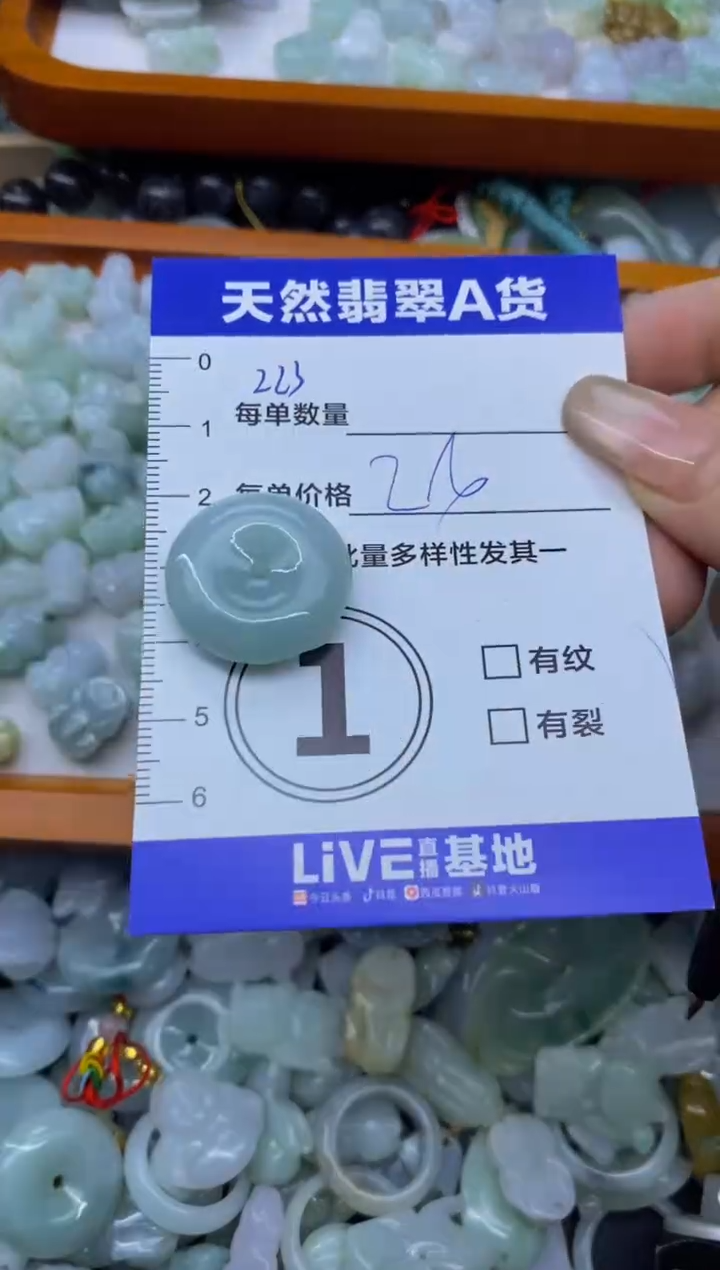 天然翡翠A货
0
223
每单数量
1
2
每单价格
批量多样性发其一
1
有纹
有裂
5
6
LiVE直播基地
今日头条 抖音 西瓜视频 抖音火山版